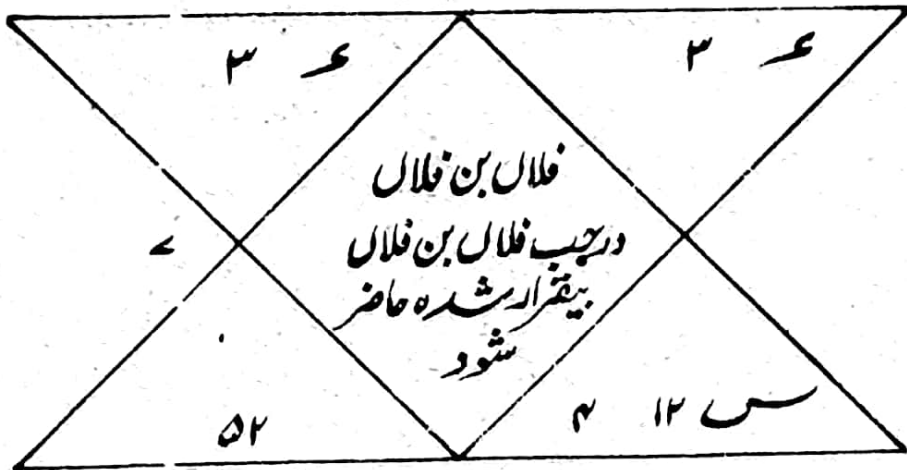 ع ۳
ع ۳
فلاں بن فلاں
در حب فلاں بن فلاں
بیقرار شدہ حاضر
شود
۵۲
س ۱۲ ۴